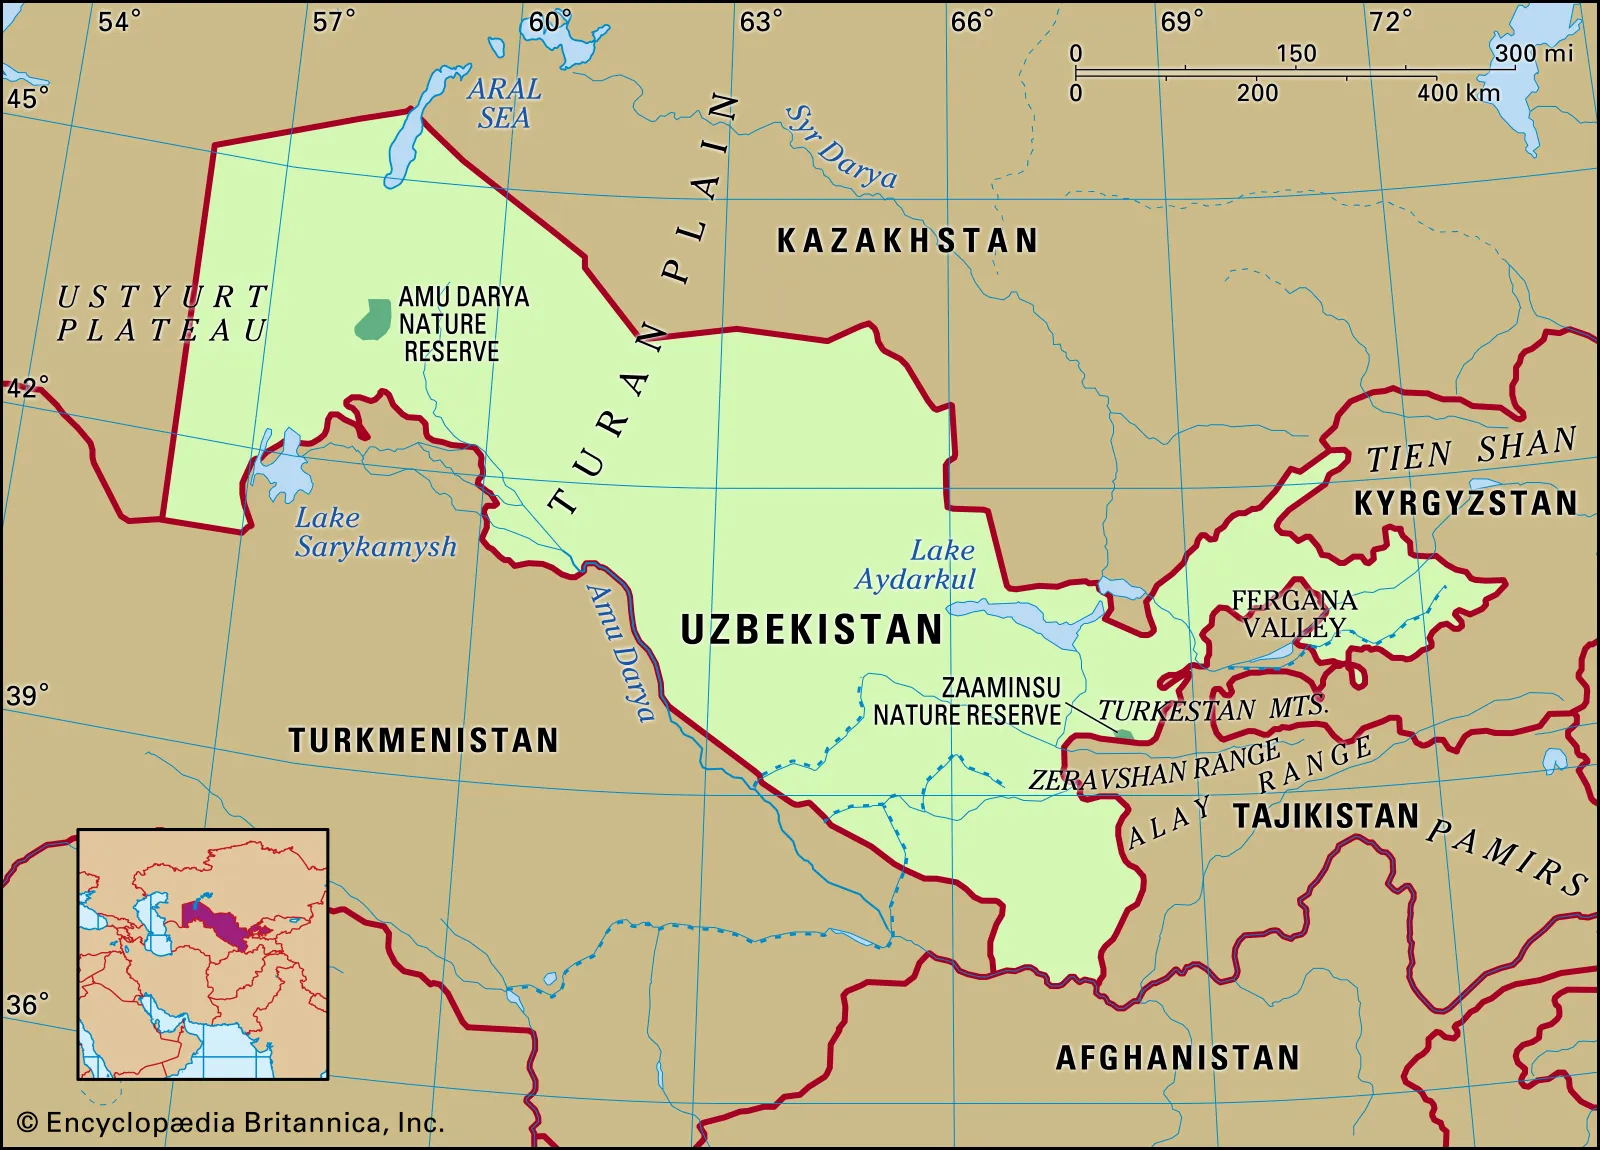 54°
57°
60°
63°
66°
69°
72°
0 150 300 mi
0 200 400 km
45°
ARAL
SEA
Syr Darya
TURAN PLAIN
KAZAKHSTAN
USTYURT
PLATEAU
AMU DARYA
NATURE
RESERVE
42°
TIEN SHAN
KYRGYZSTAN
Lake
Sarykamysh
Lake
Aydarkul
Amu Darya
UZBEKISTAN
FERGANA
VALLEY
ZAAMINSU
NATURE RESERVE
TURKESTAN MTS.
39°
TURKMENISTAN
ZERAVSHAN RANGE
ALAY RANGE
TAJIKISTAN
PAMIRS
36°
AFGHANISTAN
© Encyclopædia Britannica, Inc.